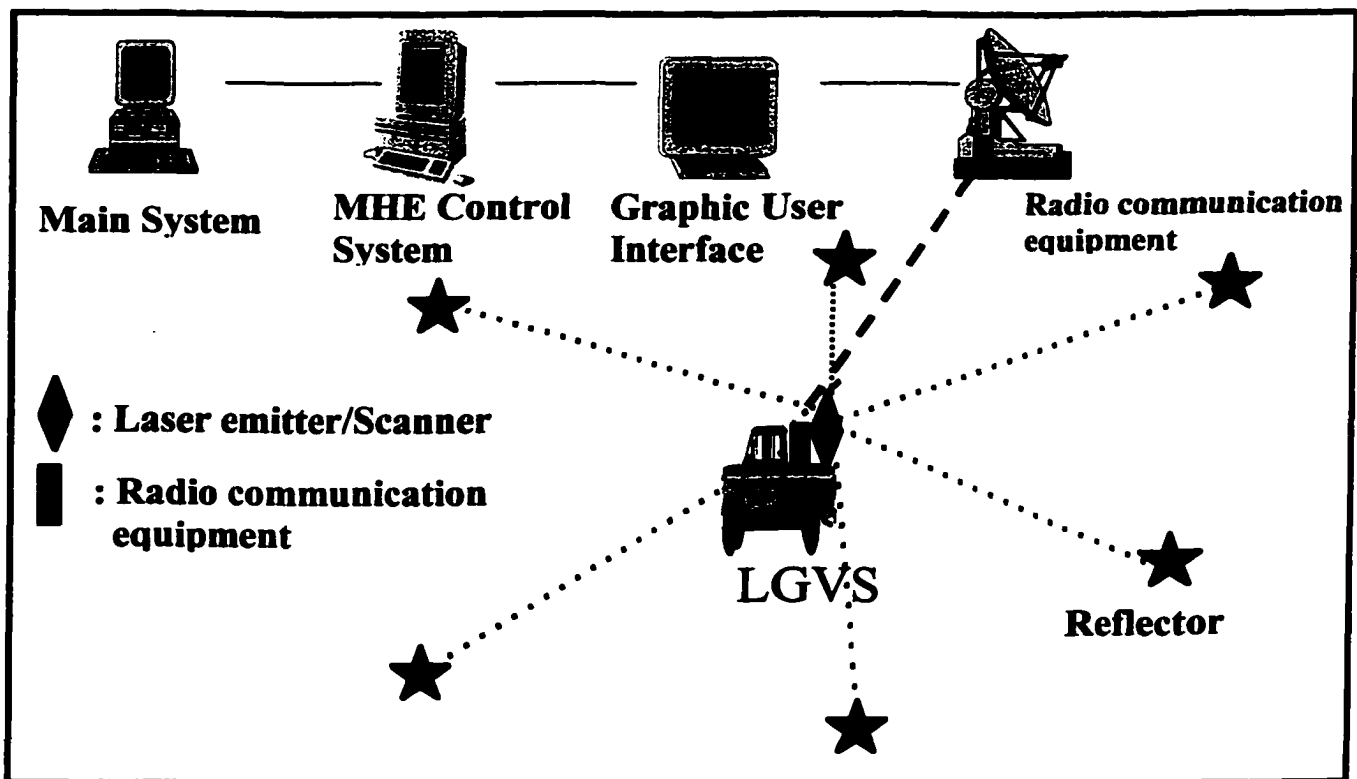 Main System
MHE Control
System
Graphic User
Interface
Radio communication
equipment
: Laser emitter/Scanner
: Radio communication
equipment
LGVS
Reflector